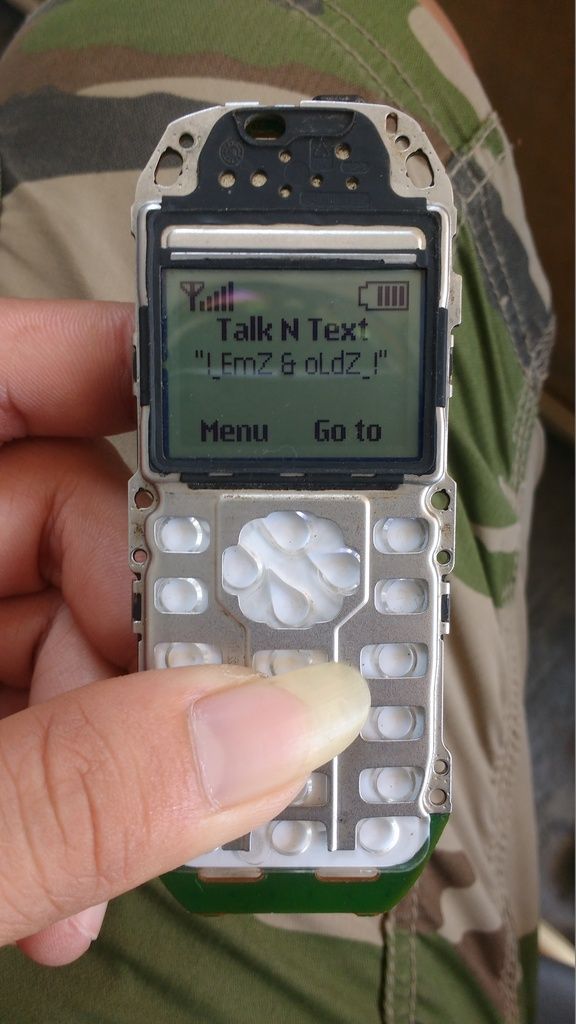 Talk N Text
"!_EmZ & oLdZ_!"
Menu Go to